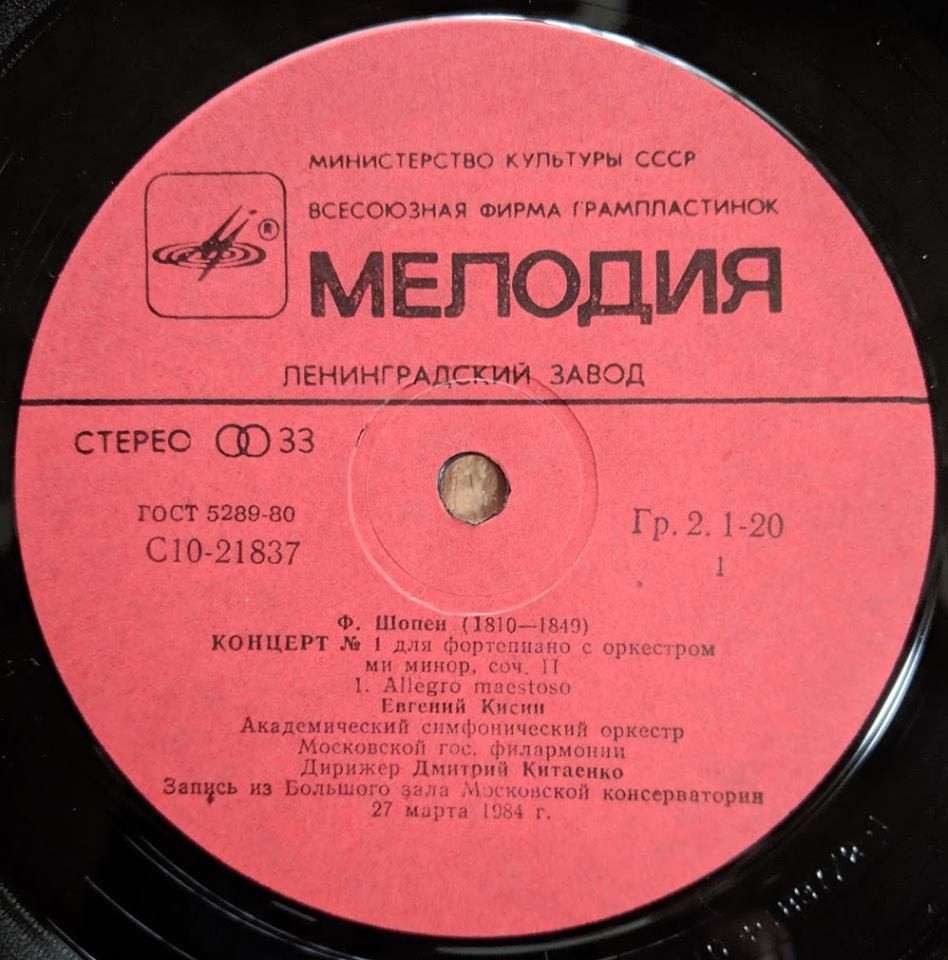 МИНИСТЕРСТВО КУЛЬТУРЫ СССР
ВСЕСОЮЗНАЯ ФИРМА ГРАМПЛАСТИНОК
®
МЕЛОДИЯ
ЛЕНИНГРАДСКИЙ ЗАВОД
СТЕРЕО 33
ГОСТ 5289-80
С10-21837
Гр. 2. 1-20
1
Ф. Шопен (1810—1849)
КОНЦЕРТ № 1 для фортепиано с оркестром
ми минор, соч. II
1. Allegro maestoso
Евгений Кисин
Академический симфонический оркестр
Московской гос. филармонии
Дирижер Дмитрий Китаенко
Запись из Большого зала Московской консерватории
27 марта 1984 г.